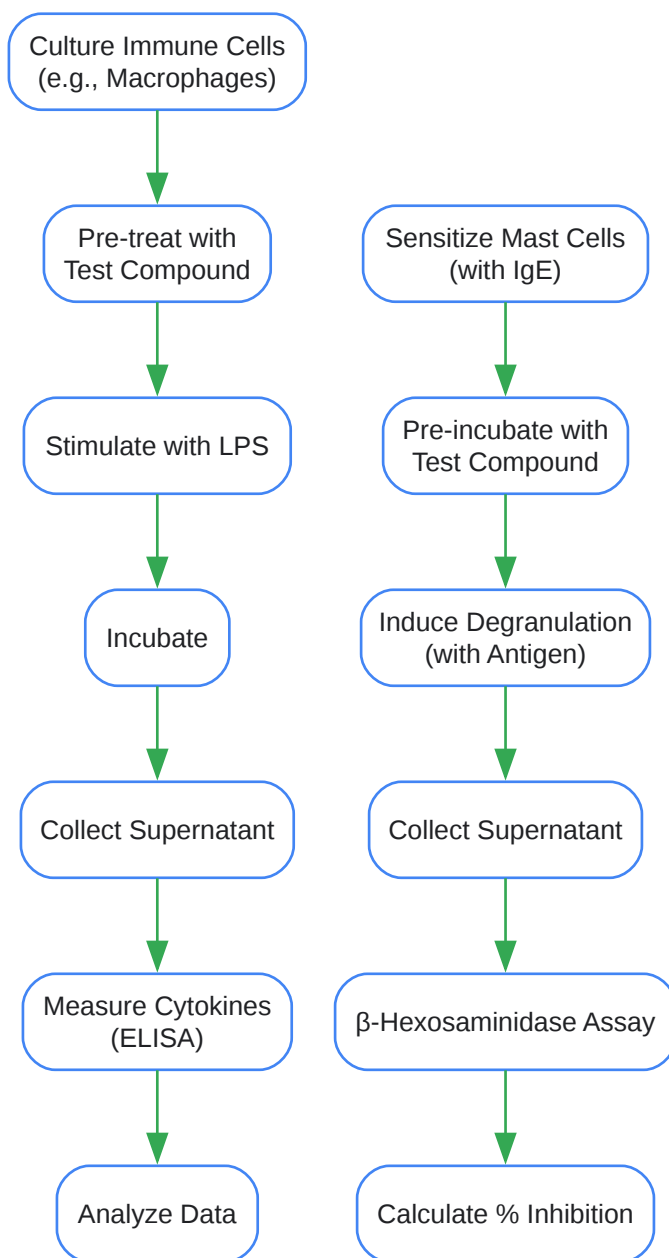 Culture Immune Cells
(e.g., Macrophages)
Pre-treat with
Test Compound
Stimulate with LPS
Incubate
Collect Supernatant
Measure Cytokines
(ELISA)
Analyze Data
Sensitize Mast Cells
(with IgE)
Pre-incubate with
Test Compound
Induce Degranulation
(with Antigen)
Collect Supernatant
β-Hexosaminidase Assay
Calculate % Inhibition